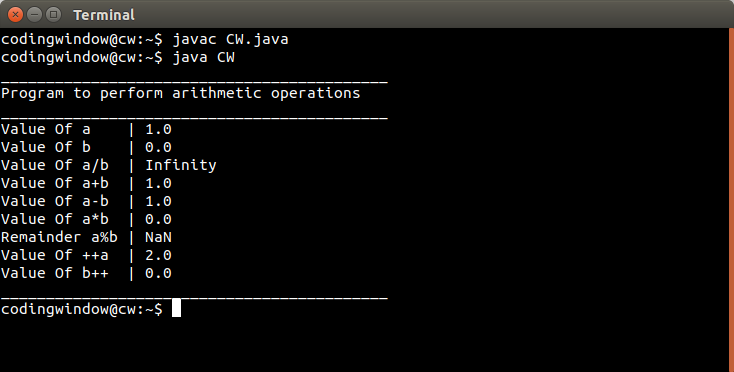 Terminal
codingwindow@cw:~$ javac CW.java
codingwindow@cw:~$ java CW
___________________________________________
Program to perform arithmetic operations
___________________________________________
Value Of a    | 1.0
Value Of b    | 0.0
Value Of a/b  | Infinity
Value Of a+b  | 1.0
Value Of a-b  | 1.0
Value Of a*b  | 0.0
Remainder a%b | NaN
Value Of ++a  | 2.0
Value Of b++  | 0.0
___________________________________________
codingwindow@cw:~$